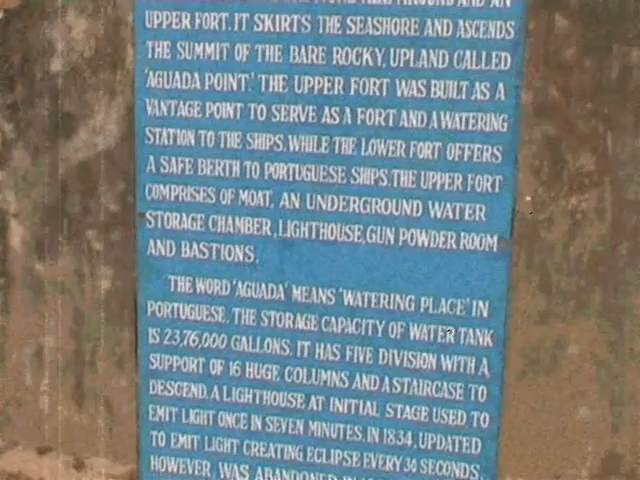 AROUND AND AN
UPPER FORT. IT SKIRTS THE SEASHORE AND ASCENDS
THE SUMMIT OF THE BARE ROCKY, UPLAND CALLED
'AGUADA POINT.' THE UPPER FORT WAS BUILT AS A
VANTAGE POINT TO SERVE AS A FORT AND A WATERING
STATION TO THE SHIPS. WHILE THE LOWER FORT OFFERS
A SAFE BERTH TO PORTUGUESE SHIPS. THE UPPER FORT
COMPRISES OF MOAT, AN UNDERGROUND WATER
STORAGE CHAMBER, LIGHTHOUSE, GUN POWDER ROOM
AND BASTIONS.
THE WORD 'AGUADA' MEANS 'WATERING PLACE' IN
PORTUGUESE. THE STORAGE CAPACITY OF WATER TANK
IS 23,76,000 GALLONS. IT HAS FIVE DIVISION WITH A
SUPPORT OF 16 HUGE COLUMNS AND A STAIRCASE TO
DESCEND. A LIGHTHOUSE AT INITIAL STAGE USED TO
EMIT LIGHT ONCE IN SEVEN MINUTES. IN 1834, UPDATED
TO EMIT LIGHT CREATING ECLIPSE EVERY 30 SECONDS,
HOWEVER, WAS ABANDONED IN